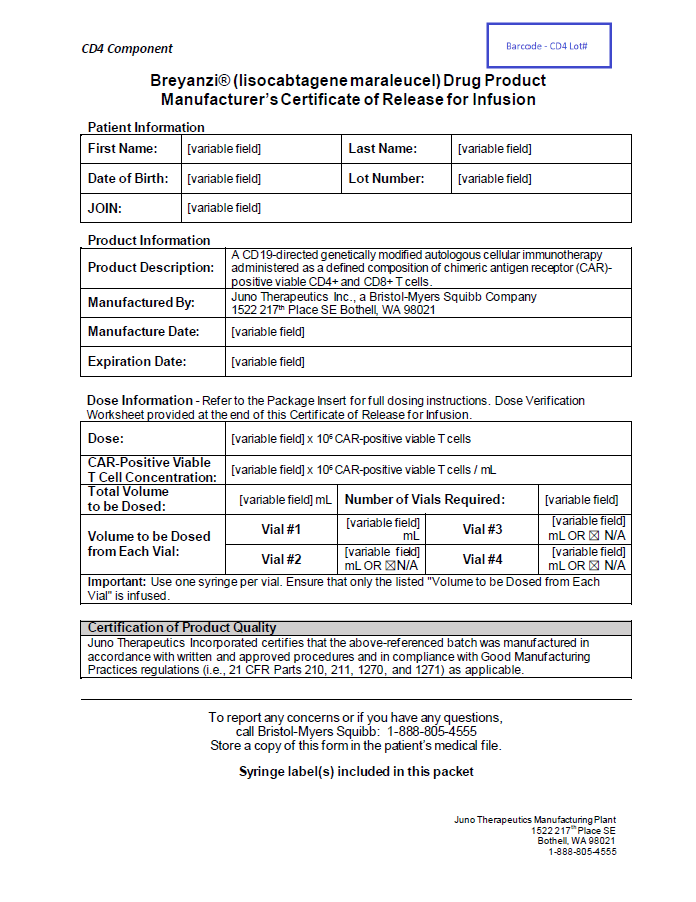 CD4 Component
Barcode - CD4 Lot#
Breyanzi® (lisocabtagene maraleucel) Drug Product
Manufacturer's Certificate of Release for Infusion
Patient Information
First Name: [variable field] Last Name: [variable field]
Date of Birth: [variable field] Lot Number: [variable field]
JOIN: [variable field]
Product Information
Product Description: A CD19-directed genetically modified autologous cellular immunotherapy
administered as a defined composition of chimeric antigen receptor (CAR)-
positive viable CD4+ and CD8+ T cells.
Manufactured By: Juno Therapeutics Inc., a Bristol-Myers Squibb Company
1522 217th Place SE Bothell, WA 98021
Manufacture Date: [variable field]
Expiration Date: [variable field]
Dose Information - Refer to the Package Insert for full dosing instructions. Dose Verification
Worksheet provided at the end of this Certificate of Release for Infusion.
Dose: [variable field] x 10⁶ CAR-positive viable T cells
CAR-Positive Viable
T Cell Concentration: [variable field] x 10⁶ CAR-positive viable T cells / mL
Total Volume
to be Dosed: [variable field] mL Number of Vials Required: [variable field]
Volume to be Dosed
from Each Vial:
Vial #1 [variable field]
mL
Vial #3 [variable field]
mL OR ☒ N/A
Vial #2 [variable field]
mL OR ☒N/A
Vial #4 [variable field]
mL OR ☒ N/A
Important: Use one syringe per vial. Ensure that only the listed "Volume to be Dosed from Each
Vial" is infused.
Certification of Product Quality
Juno Therapeutics Incorporated certifies that the above-referenced batch was manufactured in
accordance with written and approved procedures and in compliance with Good Manufacturing
Practices regulations (i.e., 21 CFR Parts 210, 211, 1270, and 1271) as applicable.
To report any concerns or if you have any questions,
call Bristol-Myers Squibb: 1-888-805-4555
Store a copy of this form in the patient's medical file.
Syringe label(s) included in this packet
Juno Therapeutics Manufacturing Plant
1522 217th Place SE
Bothell, WA 98021
1-888-805-4555